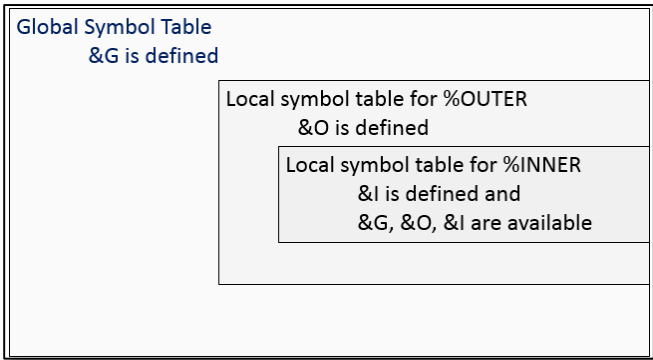 Global Symbol Table
&G is defined
Local symbol table for %OUTER
&O is defined
Local symbol table for %INNER
&I is defined and
&G, &O, &I are available